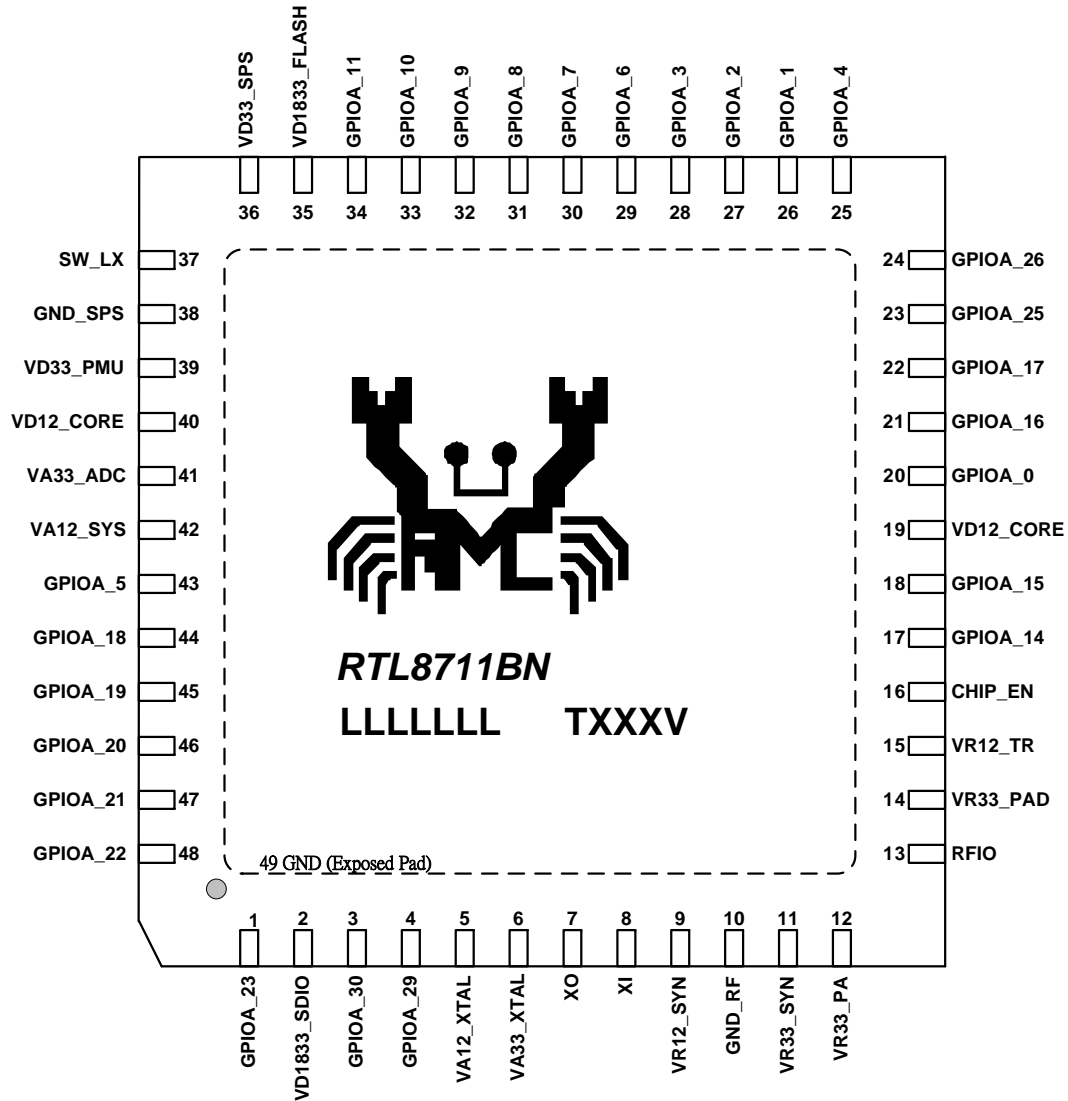 VD33_SPS
VD1833_FLASH
GPIOA_11
GPIOA_10
GPIOA_9
GPIOA_8
GPIOA_7
GPIOA_6
GPIOA_3
GPIOA_2
GPIOA_1
GPIOA_4
36 35 34 33 32 31 30 29 28 27 26 25
SW_LX 37
GND_SPS 38
VD33_PMU 39
VD12_CORE 40
VA33_ADC 41
VA12_SYS 42
GPIOA_5 43
GPIOA_18 44
GPIOA_19 45
GPIOA_20 46
GPIOA_21 47
GPIOA_22 48
24 GPIOA_26
23 GPIOA_25
22 GPIOA_17
21 GPIOA_16
20 GPIOA_0
19 VD12_CORE
18 GPIOA_15
17 GPIOA_14
16 CHIP_EN
15 VR12_TR
14 VR33_PAD
13 RFIO
RTL8711BN
LLLLLLL TXXXV
49 GND (Exposed Pad)
1 2 3 4 5 6 7 8 9 10 11 12
GPIOA_23
VD1833_SDIO
GPIOA_30
GPIOA_29
VA12_XTAL
VA33_XTAL
XO
XI
VR12_SYN
GND_RF
VR33_SYN
VR33_PA